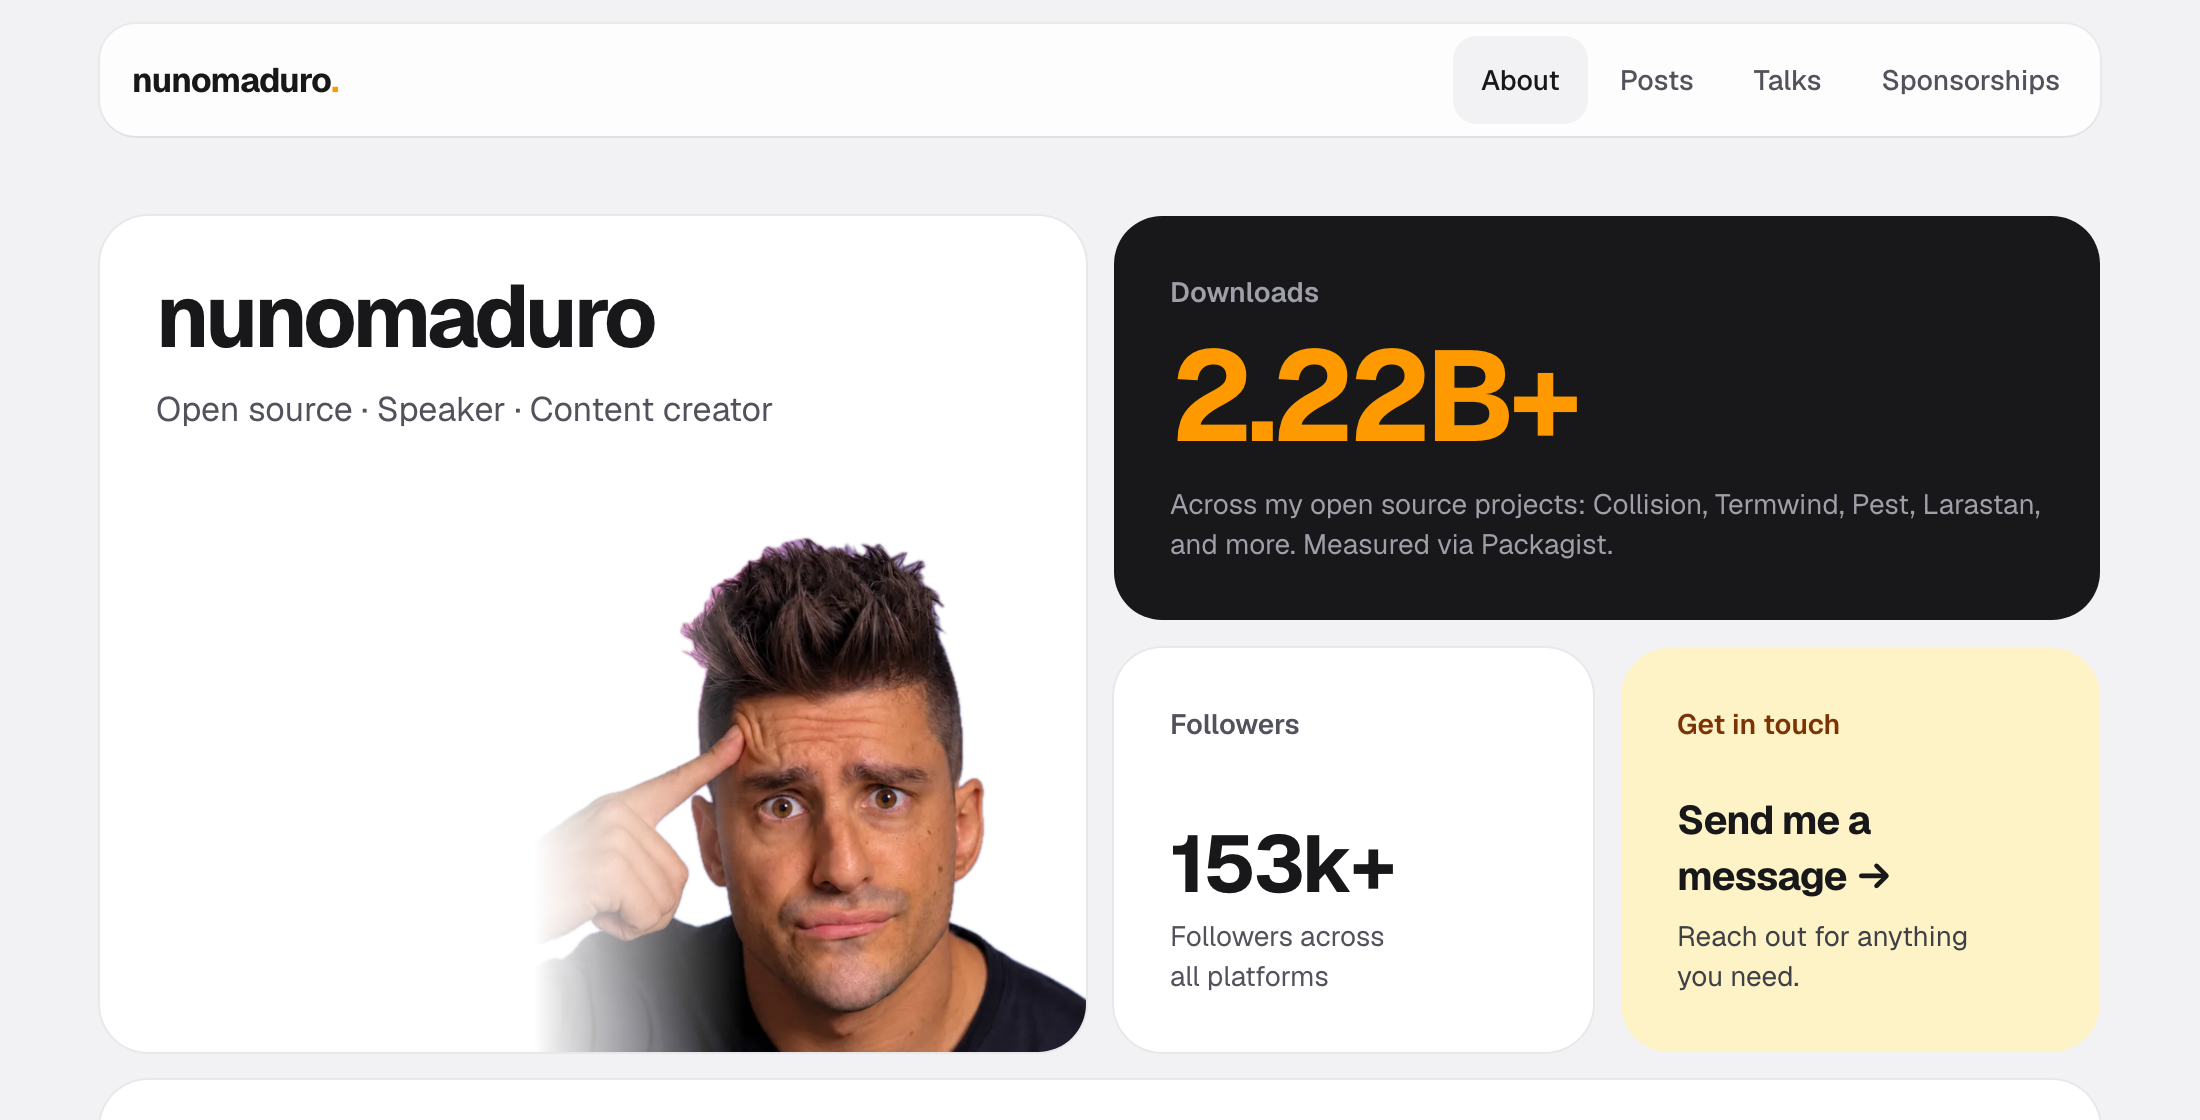 nunomaduro.
About
Posts
Talks
Sponsorships
nunomaduro
Open source · Speaker · Content creator
Downloads
2.22B+
Across my open source projects: Collision, Termwind, Pest, Larastan,
and more. Measured via Packagist.
Followers
153k+
Followers across
all platforms
Get in touch
Send me a
message →
Reach out for anything
you need.